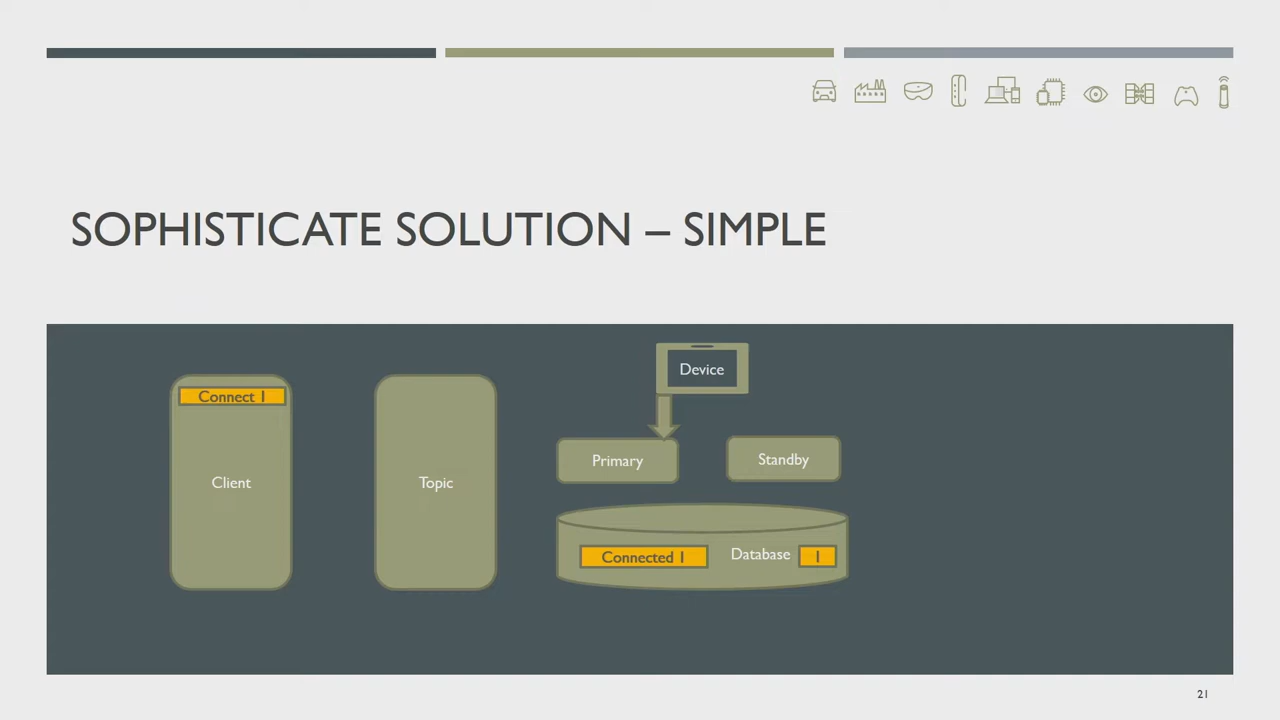 SOPHISTICATE SOLUTION – SIMPLE
Device
Connect 1
Primary
Standby
Client
Topic
Connected 1
Database
1
21